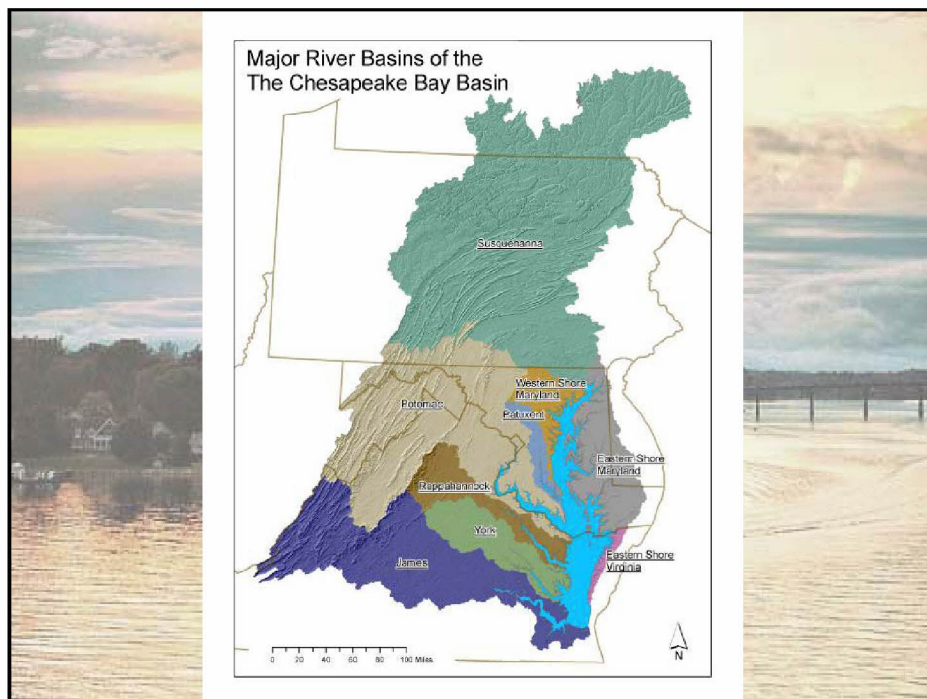 Major River Basins of the
The Chesapeake Bay Basin
Susquehanna
Western Shore
Maryland
Potomac
Patuxent
Eastern Shore
Maryland
Rappahannock
York
Eastern Shore
Virginia
James
0 20 40 60 80 100 Miles
N